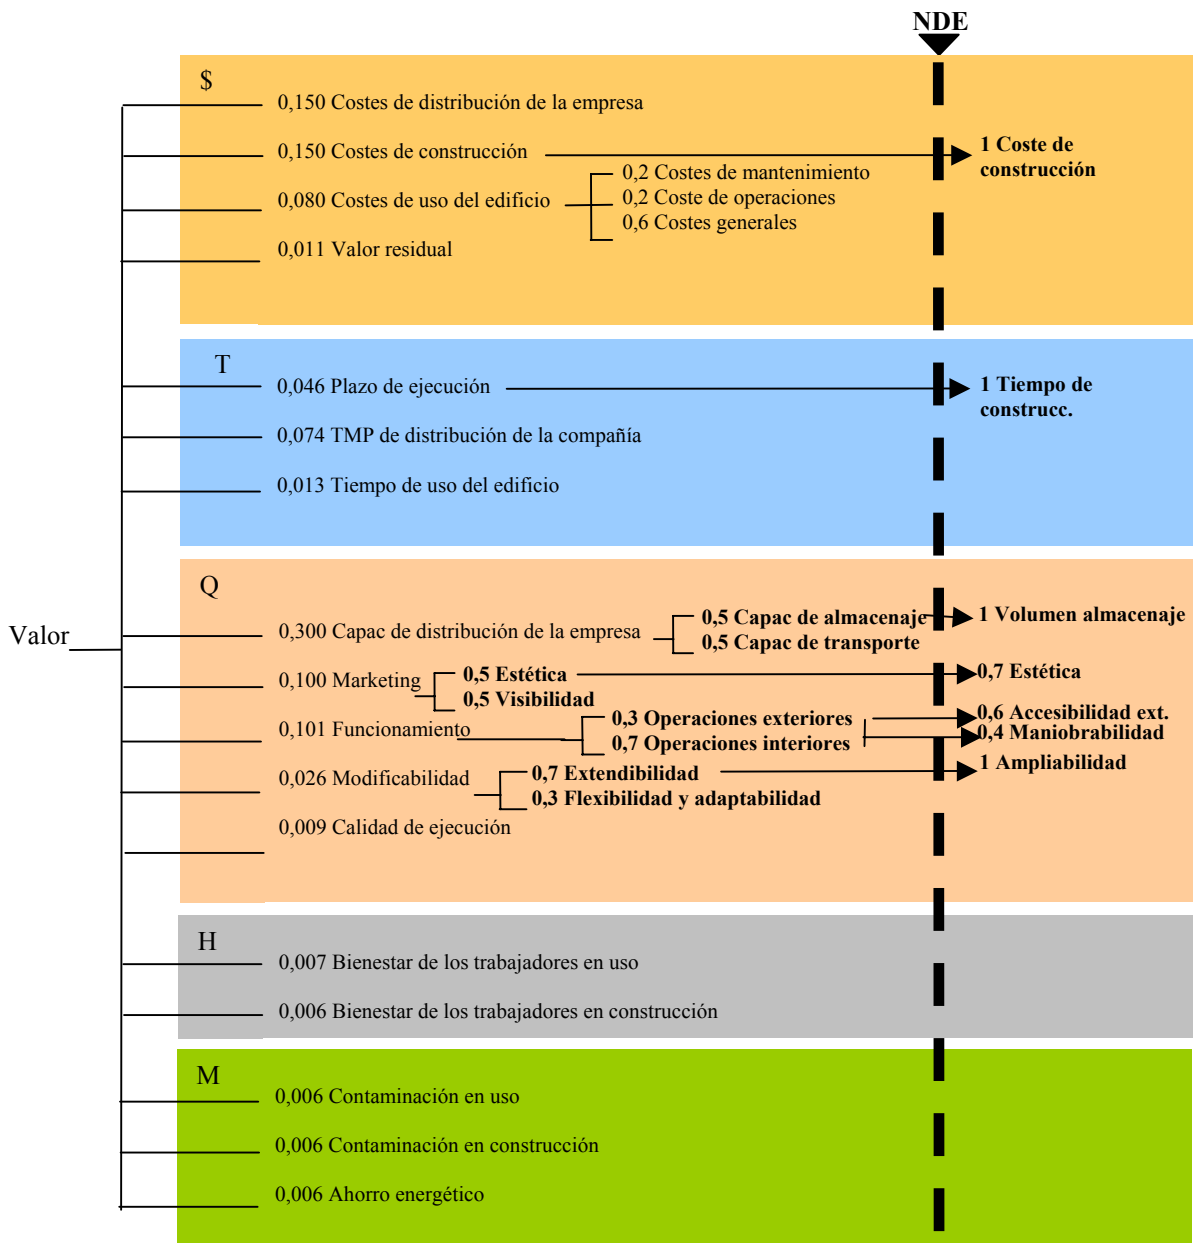 NDE
$
0,150 Costes de distribución de la empresa
0,150 Costes de construcción
1 Coste de
construcción
0,080 Costes de uso del edificio
0,2 Costes de mantenimiento
0,2 Coste de operaciones
0,6 Costes generales
0,011 Valor residual
T
0,046 Plazo de ejecución
1 Tiempo de
construcc.
0,074 TMP de distribución de la compañía
0,013 Tiempo de uso del edificio
Valor
Q
0,300 Capac de distribución de la empresa
0,5 Capac de almacenaje
0,5 Capac de transporte
1 Volumen almacenaje
0,100 Marketing
0,5 Estética
0,5 Visibilidad
0,7 Estética
0,101 Funcionamiento
0,3 Operaciones exteriores
0,7 Operaciones interiores
0,6 Accesibilidad ext.
0,4 Maniobrabilidad
0,026 Modificabilidad
0,7 Extendibilidad
0,3 Flexibilidad y adaptabilidad
1 Ampliabilidad
0,009 Calidad de ejecución
H
0,007 Bienestar de los trabajadores en uso
0,006 Bienestar de los trabajadores en construcción
M
0,006 Contaminación en uso
0,006 Contaminación en construcción
0,006 Ahorro energético